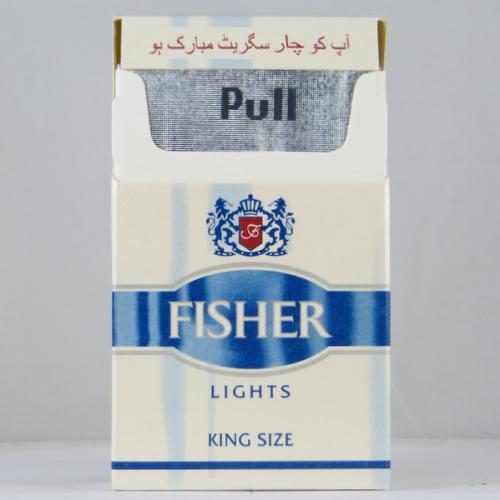 آپ کو چار سگریٹ مبارک ہو
Pull
FISHER
LIGHTS
KING SIZE